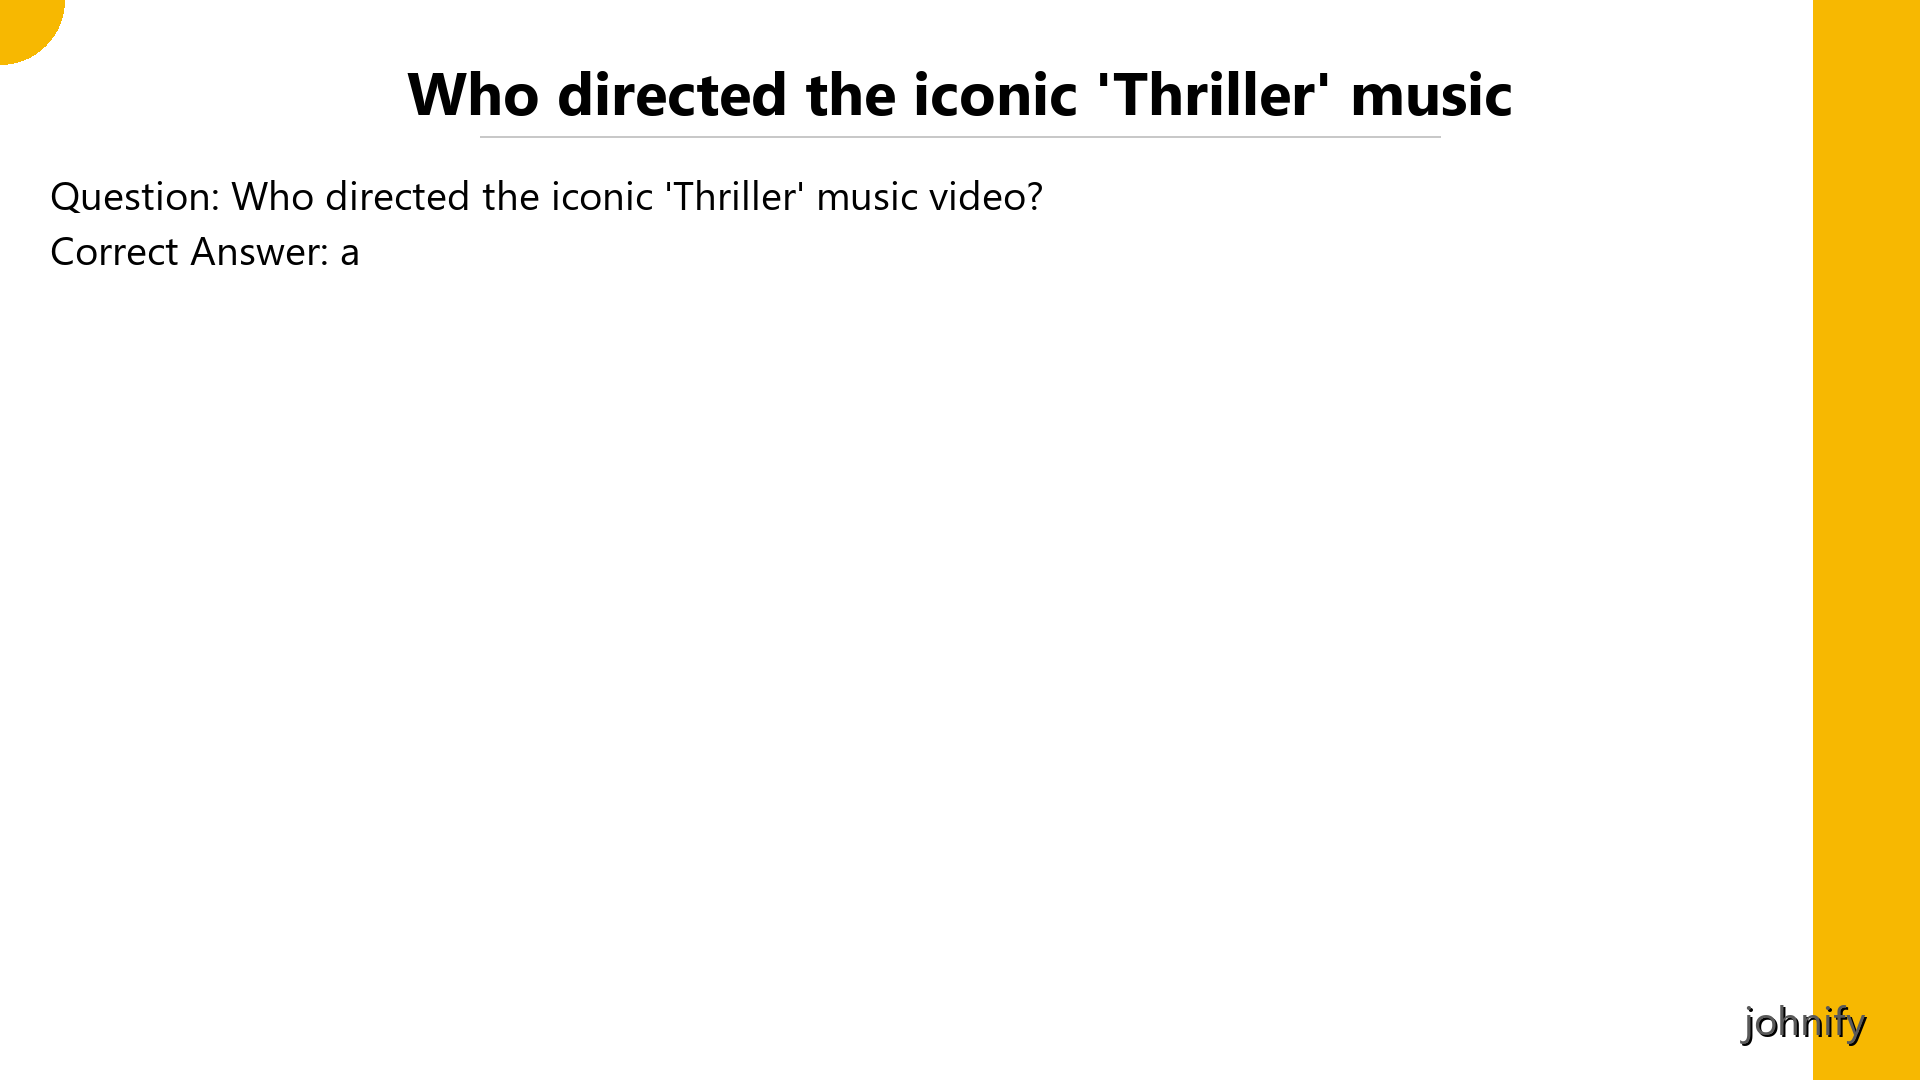 Who directed the iconic 'Thriller' music
Question: Who directed the iconic 'Thriller' music video?
Correct Answer: a
johnify